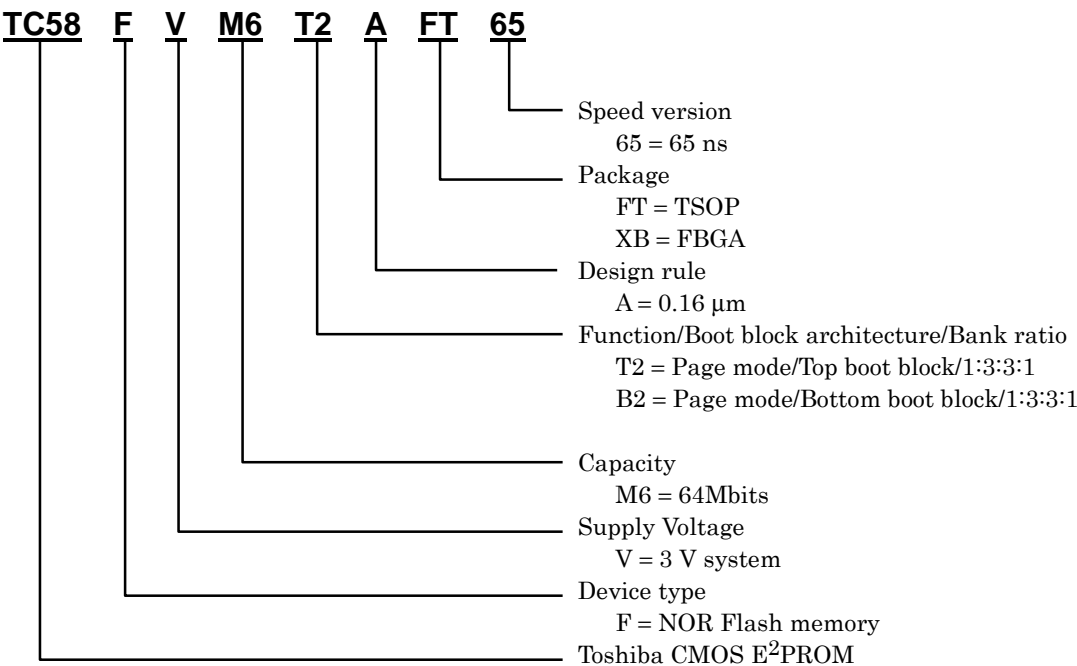 TC58 F V M6 T2 A FT 65
Speed version
65 = 65 ns
Package
FT = TSOP
XB = FBGA
Design rule
A = 0.16 µm
Function/Boot block architecture/Bank ratio
T2 = Page mode/Top boot block/1:3:3:1
B2 = Page mode/Bottom boot block/1:3:3:1
Capacity
M6 = 64Mbits
Supply Voltage
V = 3 V system
Device type
F = NOR Flash memory
Toshiba CMOS E²PROM